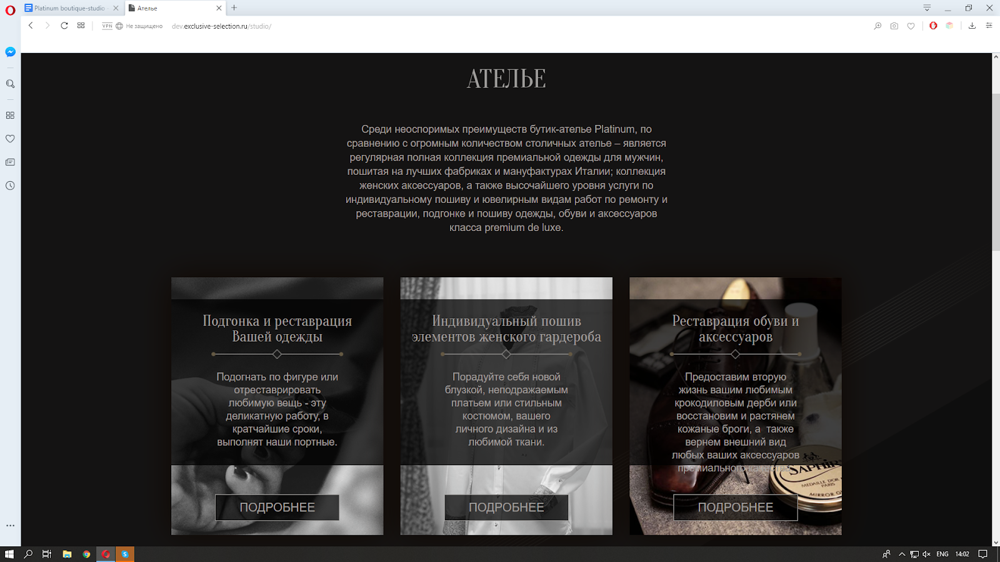 Platinum boutique-studio
Ателье
VPN
Не защищено
dev.exclusive-selection.ru/studio/
АТЕЛЬЕ
Среди неоспоримых преимуществ бутик-ателье Platinum, по
сравнению с огромным количеством столичных ателье – является
регулярная полная коллекция премиальной одежды для мужчин,
пошитая на лучших фабриках и мануфактурах Италии; коллекция
женских аксессуаров, а также высочайшего уровня услуги по
индивидуальному пошиву и ювелирным видам работ по ремонту и
реставрации, подгонке и пошиву одежды, обуви и аксессуаров
класса premium de luxe.
Подгонка и реставрация
Вашей одежды
Подогнать по фигуре или
отреставрировать
любимую вещь - эту
деликатную работу, в
кратчайшие сроки,
выполнят наши портные.
ПОДРОБНЕЕ
Индивидуальный пошив
элементов женского гардероба
Порадуйте себя новой
блузкой, неподражаемым
платьем или стильным
костюмом, вашего
личного дизайна и из
любимой ткани.
ПОДРОБНЕЕ
Реставрация обуви и
аксессуаров
Предоставим вторую
жизнь вашим любимым
крокодиловым дерби или
восстановим и растянем
кожаные броги, а также
вернем внешний вид
любых ваших аксессуаров
премиального
SAPHIR
MEDAILLE D'OR
PARIS
MIRROR
ПОДРОБНЕЕ
ENG
14:02